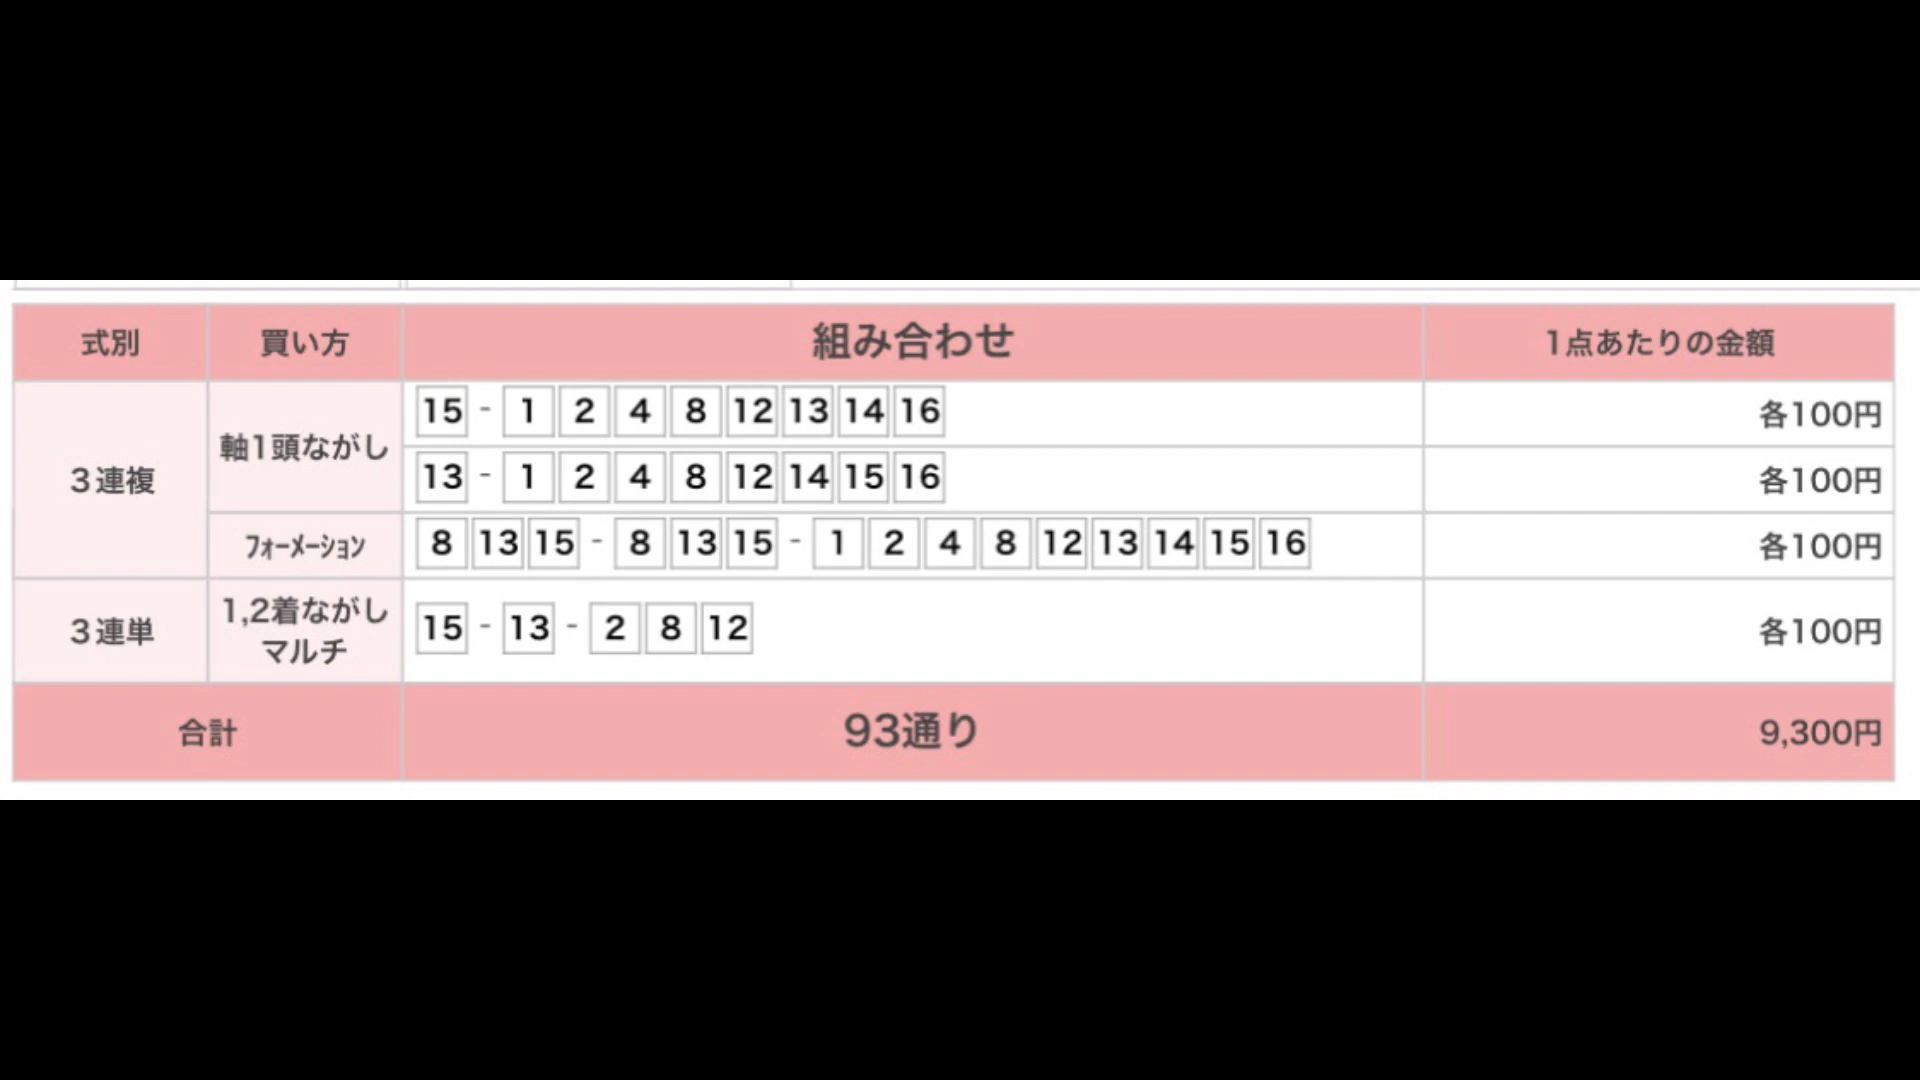 式別 買い方 組み合わせ 1点あたりの金額
３連複 軸1頭ながし 15 - 1 2 4 8 12 13 14 16 各100円
13 - 1 2 4 8 12 14 15 16 各100円
ﾌｫｰﾒｰｼｮﾝ 8 13 15 - 8 13 15 - 1 2 4 8 12 13 14 15 16 各100円
３連単 1,2着ながし
マルチ 15 - 13 - 2 8 12 各100円
合計 93通り 9,300円